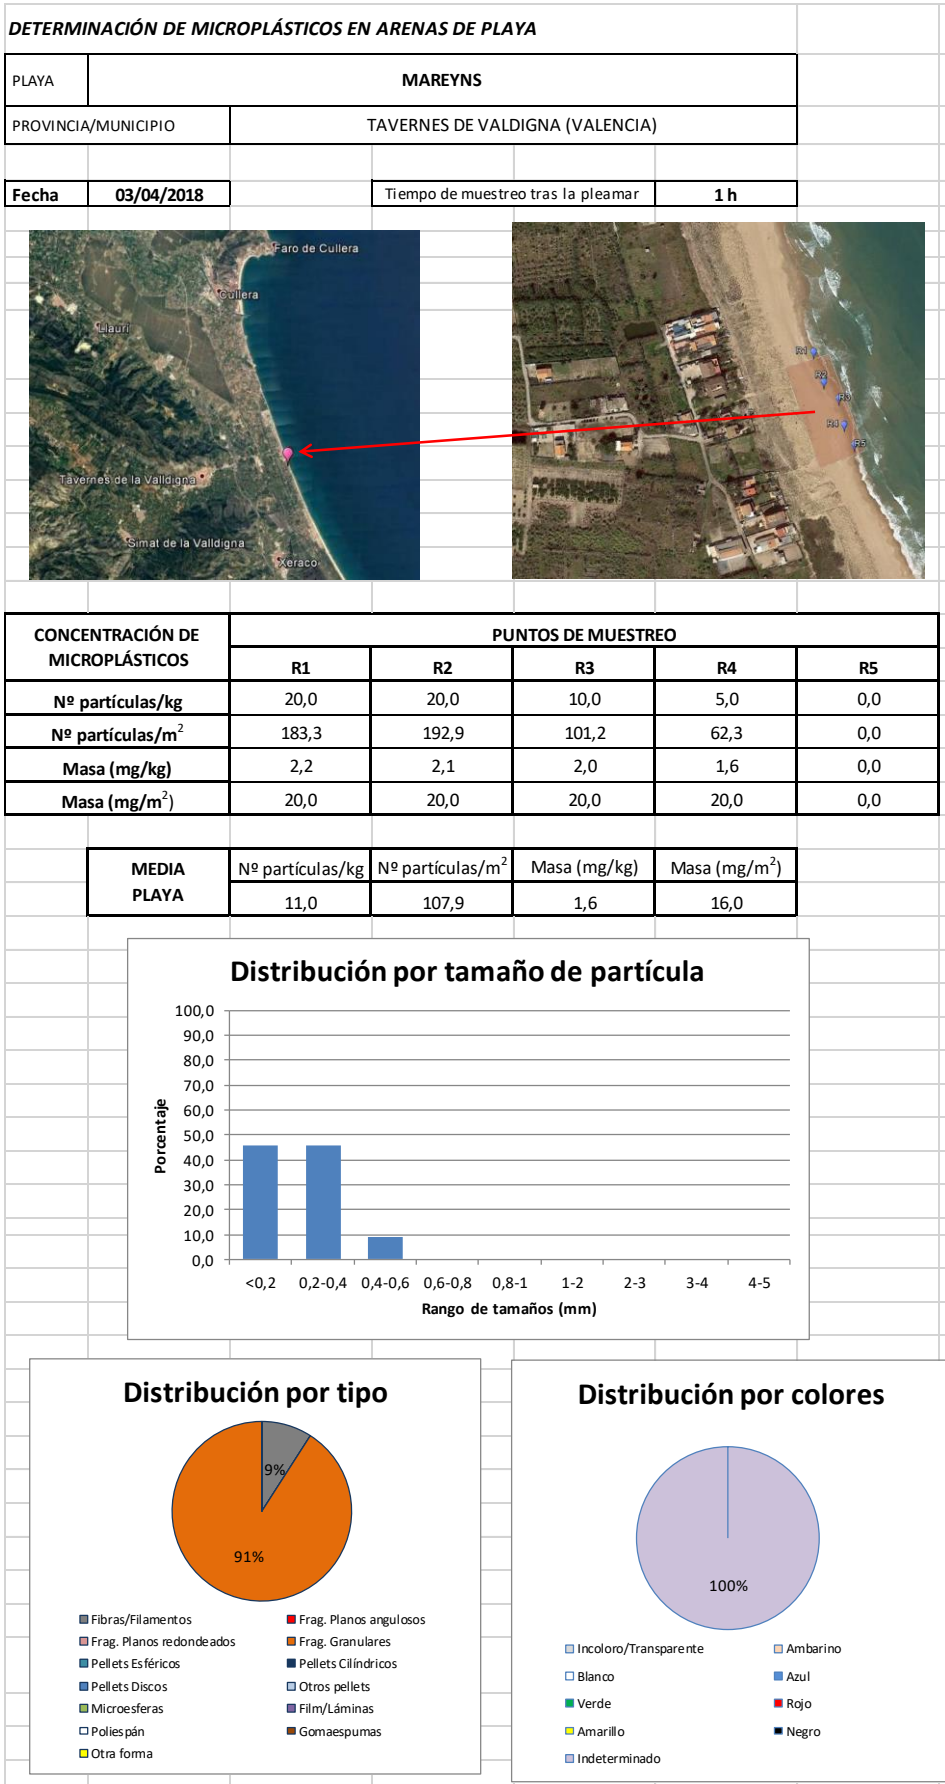 DETERMINACIÓN DE MICROPLÁSTICOS EN ARENAS DE PLAYA
PLAYA MAREYNS
PROVINCIA/MUNICIPIO TAVERNES DE VALDIGNA (VALENCIA)
Fecha 03/04/2018 Tiempo de muestreo tras la pleamar 1 h
Faro de Cullera
Cullera
Llauri
Tavernes de la Valldigna
Simat de la Valldigna
Xeraco
R1
R2
R3
R4
R5
CONCENTRACIÓN DE MICROPLÁSTICOS PUNTOS DE MUESTREO
R1 R2 R3 R4 R5
Nº partículas/kg 20,0 20,0 10,0 5,0 0,0
Nº partículas/m² 183,3 192,9 101,2 62,3 0,0
Masa (mg/kg) 2,2 2,1 2,0 1,6 0,0
Masa (mg/m²) 20,0 20,0 20,0 20,0 0,0
MEDIA PLAYA Nº partículas/kg Nº partículas/m² Masa (mg/kg) Masa (mg/m²)
11,0 107,9 1,6 16,0
Distribución por tamaño de partícula
100,0
90,0
80,0
70,0
60,0
50,0
40,0
30,0
20,0
10,0
0,0
Porcentaje
<0,2 0,2-0,4 0,4-0,6 0,6-0,8 0,8-1 1-2 2-3 3-4 4-5
Rango de tamaños (mm)
Distribución por tipo
9%
91%
Fibras/Filamentos Frag. Planos angulosos
Frag. Planos redondeados Frag. Granulares
Pellets Esféricos Pellets Cilíndricos
Pellets Discos Otros pellets
Microesferas Film/Láminas
Poliespán Gomaespumas
Otra forma
Distribución por colores
100%
Incoloro/Transparente Ambarino
Blanco Azul
Verde Rojo
Amarillo Negro
Indeterminado